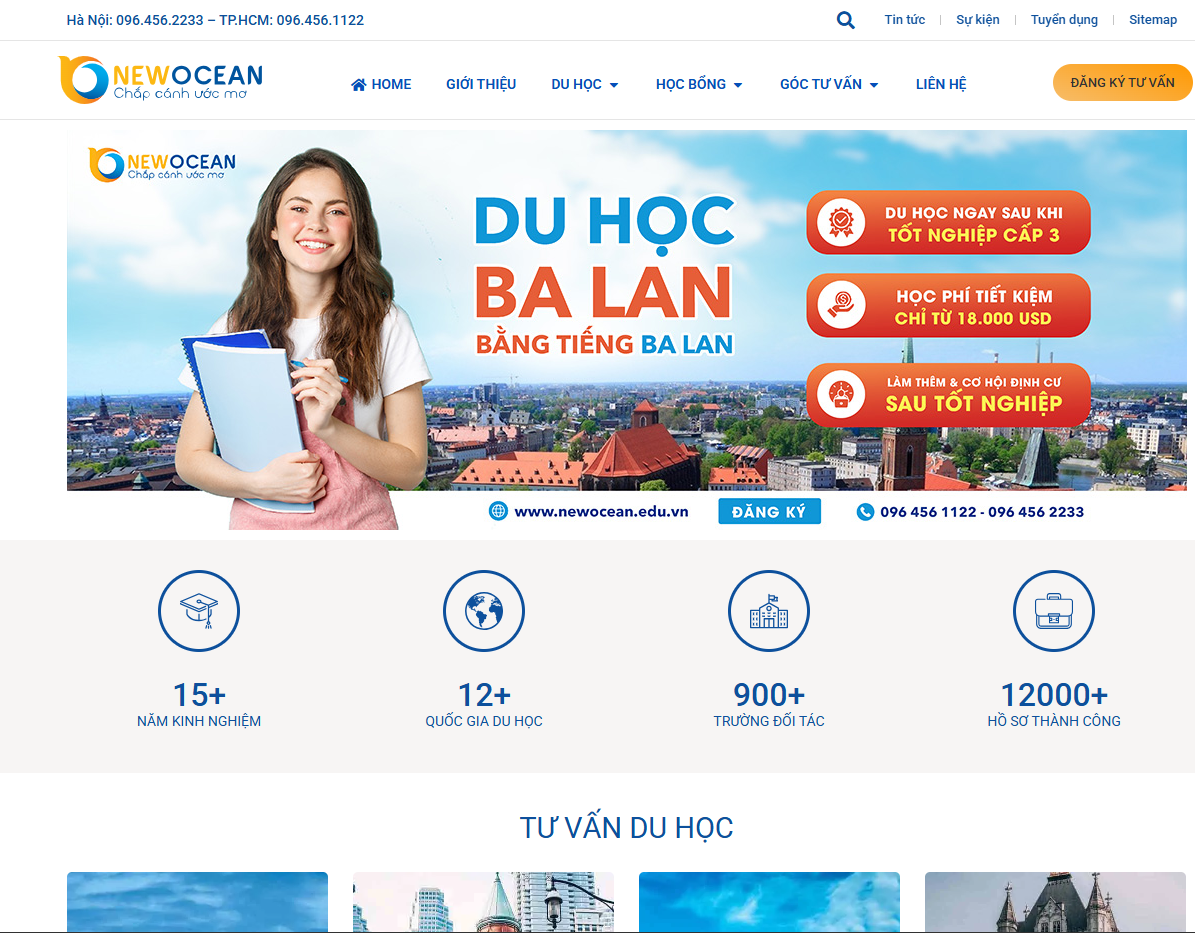 Hà Nội: 096.456.2233 – TP.HCM: 096.456.1122
Tin tức
Sự kiện
Tuyển dụng
Sitemap
NEWOCEAN
Chắp cánh ước mơ
HOME
GIỚI THIỆU
DU HỌC
HỌC BỔNG
GÓC TƯ VẤN
LIÊN HỆ
ĐĂNG KÝ TƯ VẤN
NEWOCEAN
Chắp cánh ước mơ
DU HỌC
BA LAN
BẰNG TIẾNG BA LAN
DU HỌC NGAY SAU KHI
TỐT NGHIỆP CẤP 3
HỌC PHÍ TIẾT KIỆM
CHỈ TỪ 18.000 USD
LÀM THÊM & CƠ HỘI ĐỊNH CƯ
SAU TỐT NGHIỆP
www.newocean.edu.vn
ĐĂNG KÝ
096 456 1122 - 096 456 2233
15+
NĂM KINH NGHIỆM
12+
QUỐC GIA DU HỌC
900+
TRƯỜNG ĐỐI TÁC
12000+
HỒ SƠ THÀNH CÔNG
TƯ VẤN DU HỌC